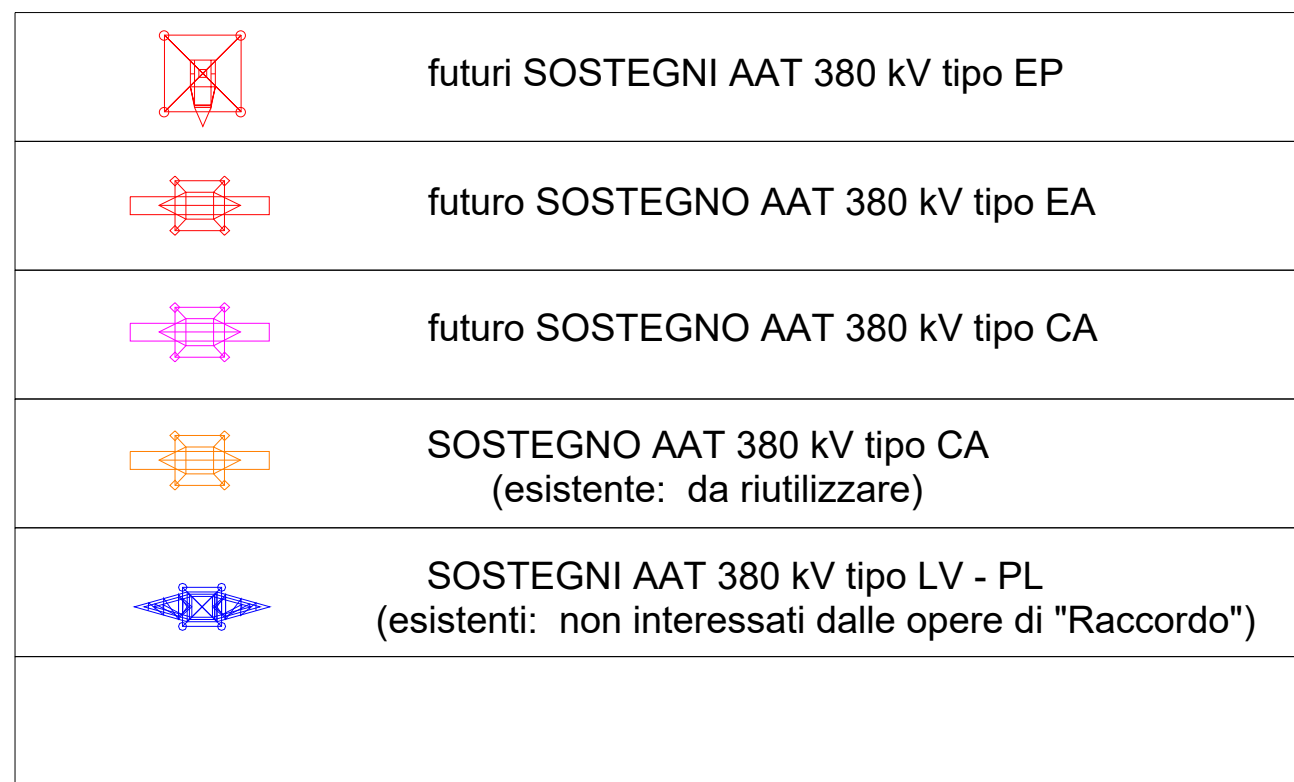 futuri SOSTEGNI AAT 380 kV tipo EP
futuro SOSTEGNO AAT 380 kV tipo EA
futuro SOSTEGNO AAT 380 kV tipo CA
SOSTEGNO AAT 380 kV tipo CA
(esistente: da riutilizzare)
SOSTEGNI AAT 380 kV tipo LV - PL
(esistenti: non interessati dalle opere di "Raccordo")